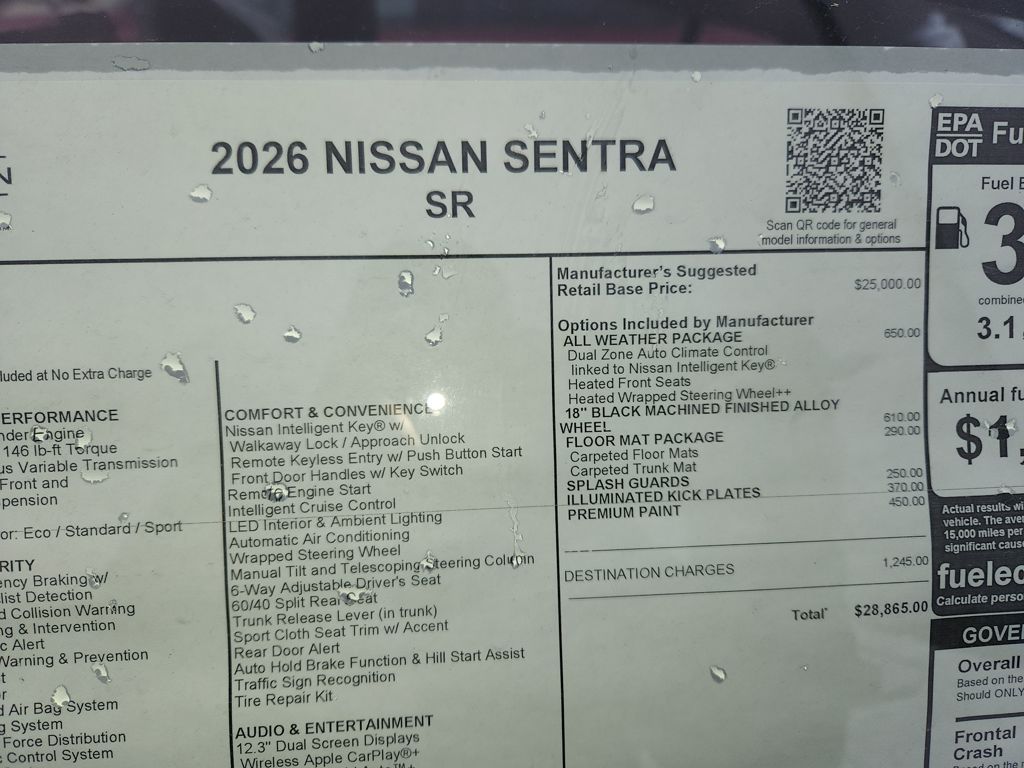 N
2026 NISSAN SENTRA
SR
Scan QR code for general
model information & options
EPA
DOT
Fu
Fuel E
3
combine
3.1
Annual fu
$1,
Actual results wi
vehicle. The ave
15,000 miles per
significant cause
fuelec
Calculate perso
GOVE
Overall
Based on the
Should ONLY
Frontal
Crash
luded at No Extra Charge
ERFORMANCE
nder Engine
146 lb-ft Torque
us Variable Transmission
Front and
pension
or: Eco / Standard / Sport
RITY
ency Braking w/
list Detection
d Collision Warning
ng & Intervention
c Alert
Warning & Prevention
t
r
d Air Bag System
g System
Force Distribution
c Control System
COMFORT & CONVENIENCE
Nissan Intelligent Key® w/
Walkaway Lock / Approach Unlock
Remote Keyless Entry w/ Push Button Start
Front Door Handles w/ Key Switch
Remote Engine Start
Intelligent Cruise Control
LED Interior & Ambient Lighting
Automatic Air Conditioning
Wrapped Steering Wheel
Manual Tilt and Telescoping Steering Column
6-Way Adjustable Driver's Seat
60/40 Split Rear Seat
Trunk Release Lever (in trunk)
Sport Cloth Seat Trim w/ Accent
Rear Door Alert
Auto Hold Brake Function & Hill Start Assist
Traffic Sign Recognition
Tire Repair Kit
AUDIO & ENTERTAINMENT
12.3" Dual Screen Displays
Wireless Apple CarPlay®+
Manufacturer's Suggested
Retail Base Price: $25,000.00
Options Included by Manufacturer
ALL WEATHER PACKAGE 650.00
Dual Zone Auto Climate Control
linked to Nissan Intelligent Key®
Heated Front Seats
Heated Wrapped Steering Wheel++
18" BLACK MACHINED FINISHED ALLOY 610.00
WHEEL
FLOOR MAT PACKAGE 290.00
Carpeted Floor Mats
Carpeted Trunk Mat
SPLASH GUARDS 250.00
ILLUMINATED KICK PLATES 370.00
PREMIUM PAINT 450.00
DESTINATION CHARGES 1,245.00
Total* $28,865.00